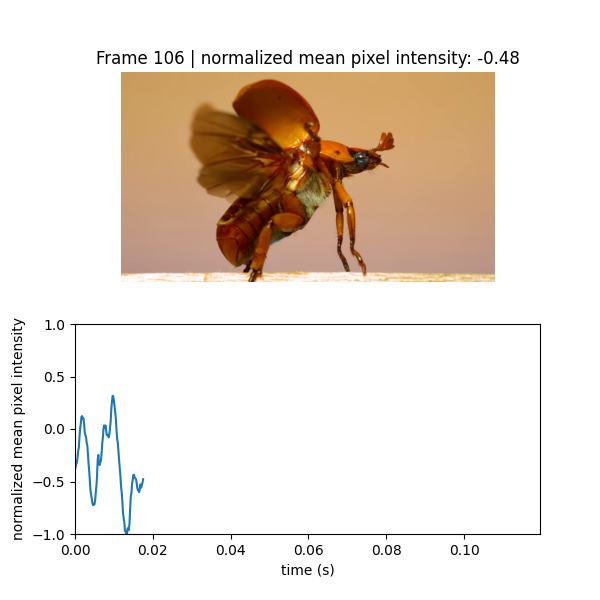 Frame 106 | normalized mean pixel intensity: -0.48
normalized mean pixel intensity
1.0
0.5
0.0
−0.5
−1.0
0.00 0.02 0.04 0.06 0.08 0.10
time (s)